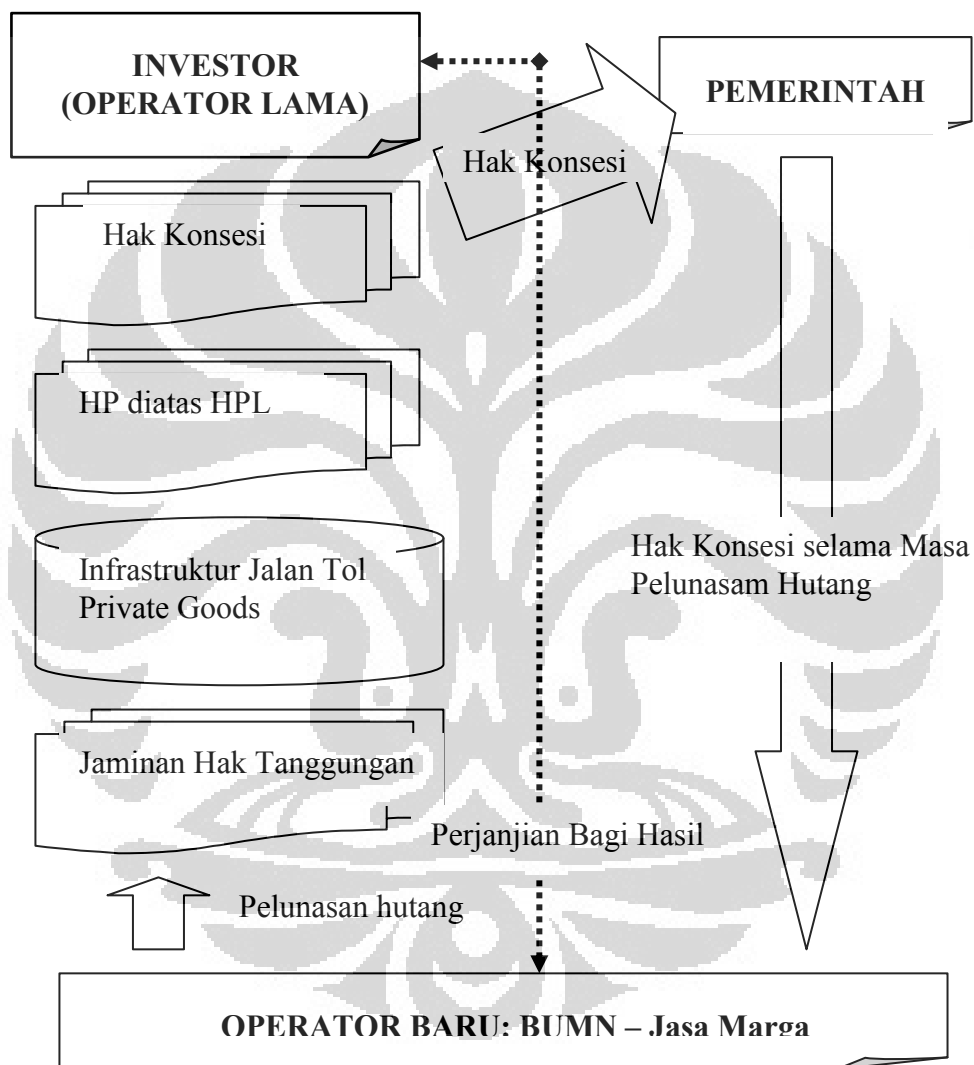 INVESTOR
(OPERATOR LAMA)
PEMERINTAH
Hak Konsesi
Hak Konsesi
HP diatas HPL
Infrastruktur Jalan Tol
Private Goods
Hak Konsesi selama Masa
Pelunasam Hutang
Jaminan Hak Tanggungan
Perjanjian Bagi Hasil
Pelunasan hutang
OPERATOR BARU: BUMN – Jasa Marga